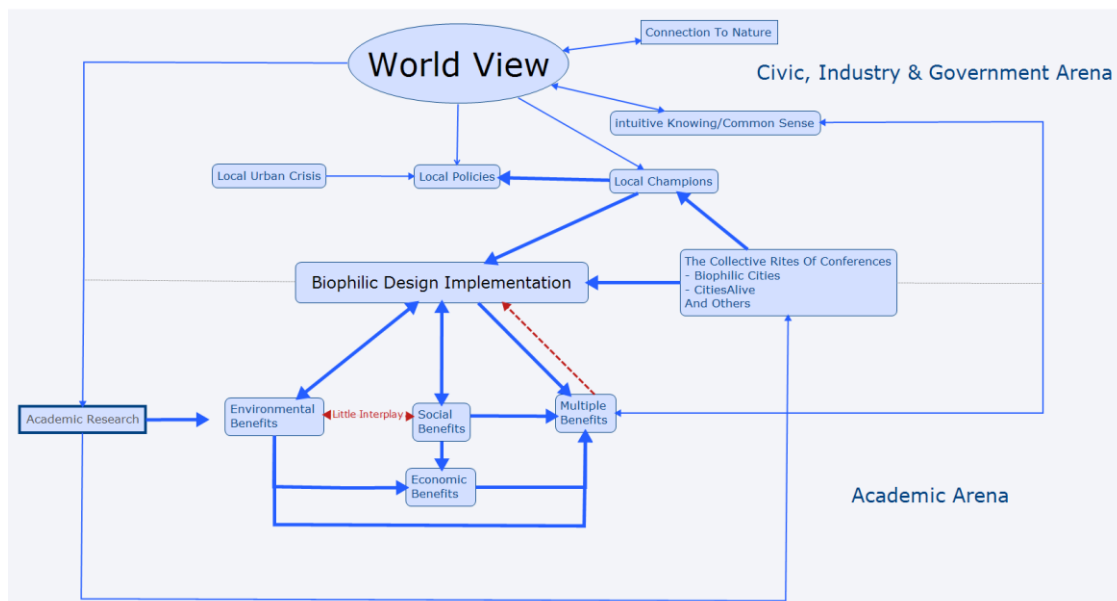 Connection To Nature
World View
Civic, Industry & Government Arena
intuitive Knowing/Common Sense
Local Urban Crisis
Local Policies
Local Champions
The Collective Rites Of Conferences
- Biophilic Cities
- CitiesAlive
And Others
Biophilic Design Implementation
Academic Research
Environmental
Benefits
Little Interplay
Social
Benefits
Multiple
Benefits
Economic
Benefits
Academic Arena